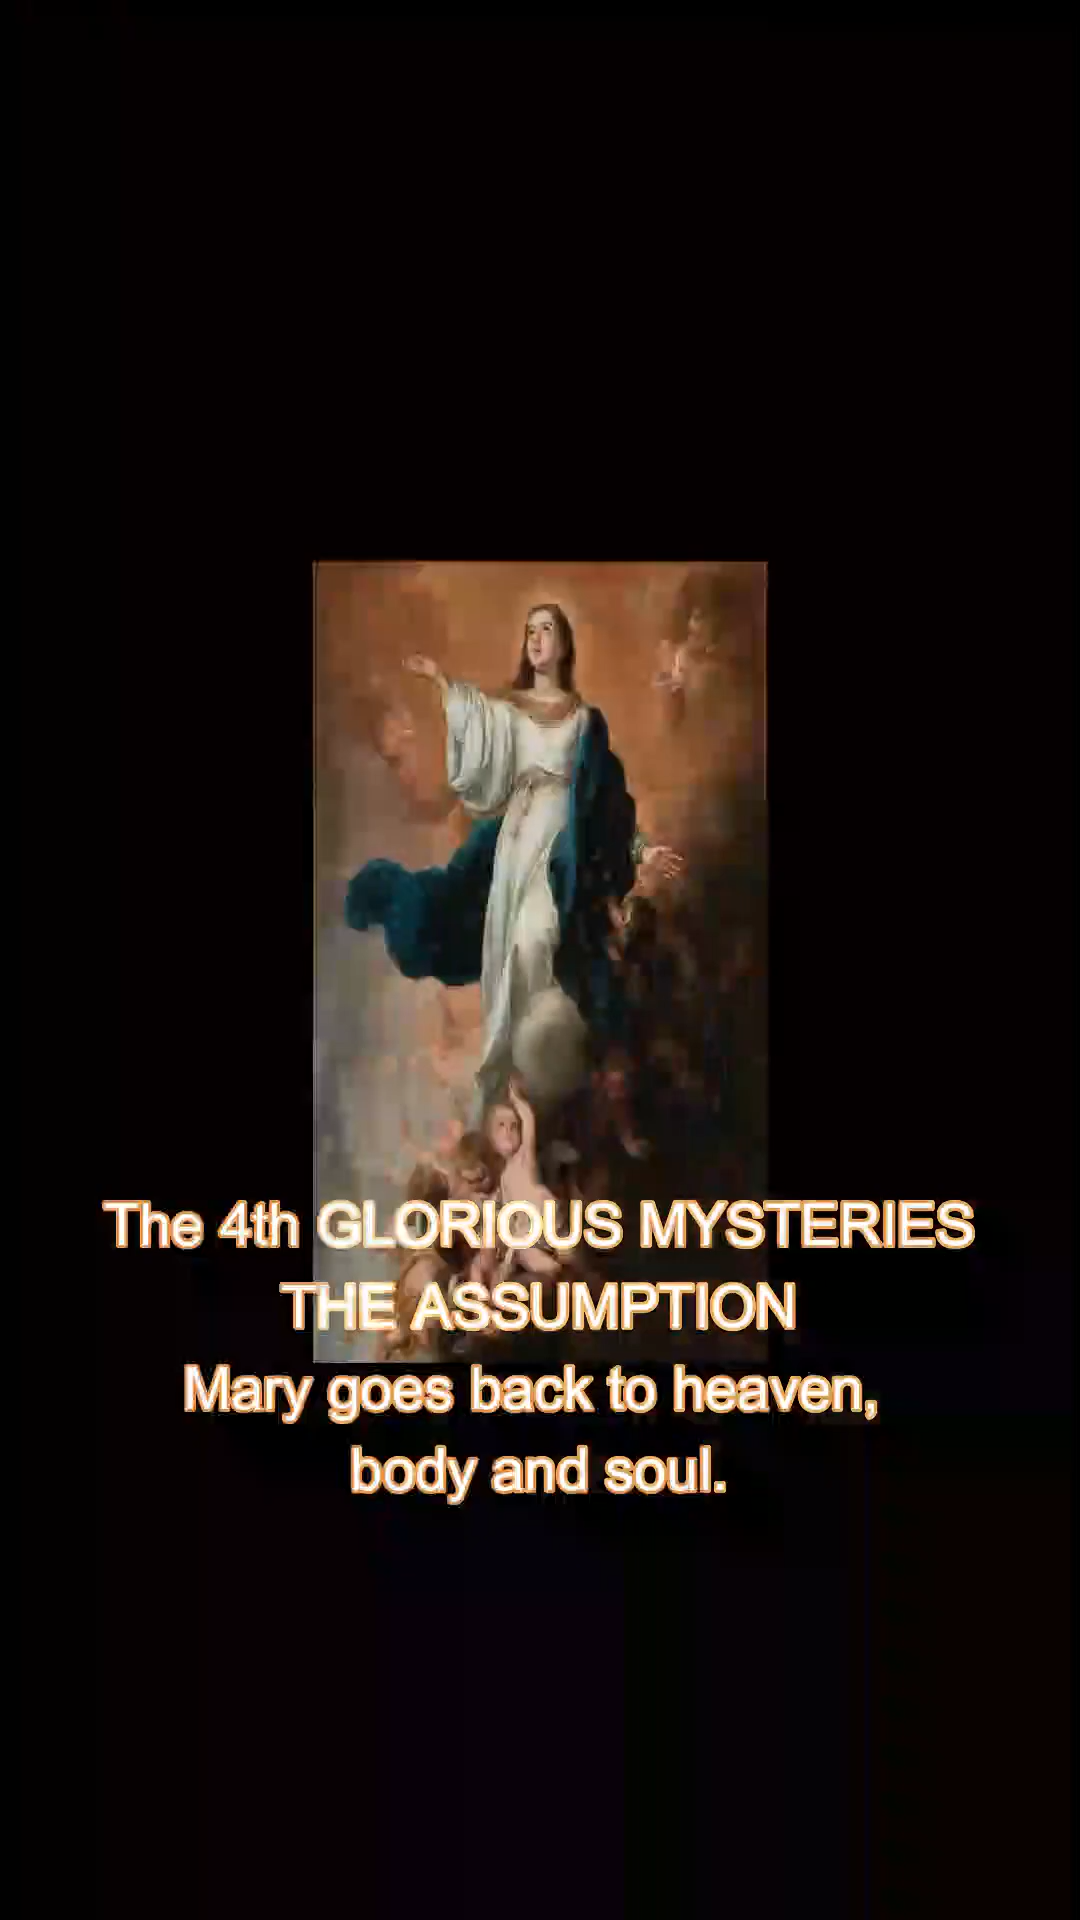 The 4th GLORIOUS MYSTERIES
THE ASSUMPTION
Mary goes back to heaven,
body and soul.